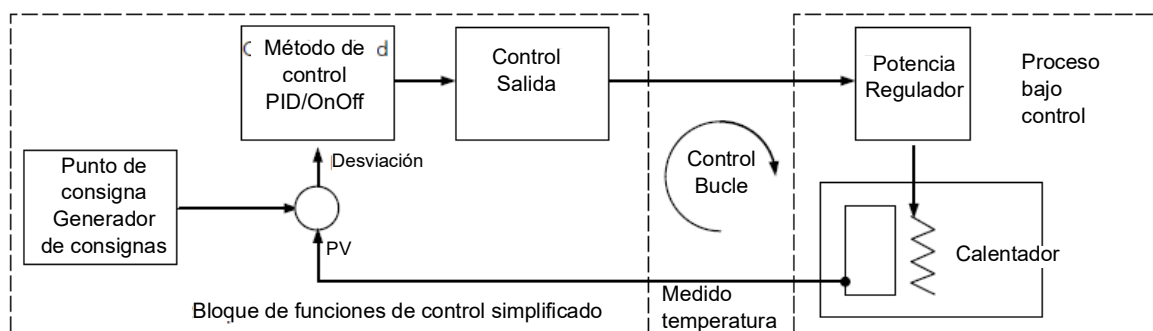 Método de
control
PID/OnOff
Control
Salida
Potencia
Regulador
Proceso
bajo
control
Punto de
consigna
Generador
de consignas
Desviación
PV
Control
Bucle
Calentador
Medido
temperatura
Bloque de funciones de control simplificado